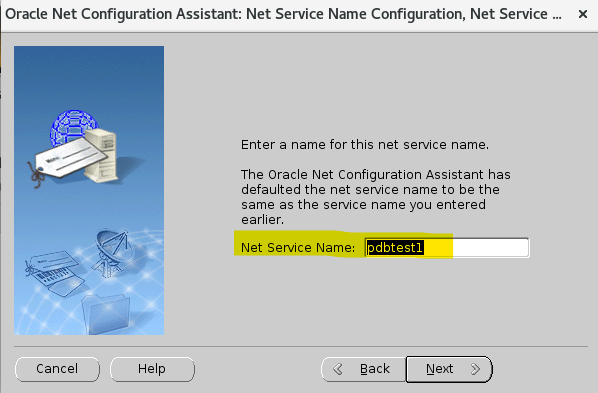 Oracle Net Configuration Assistant: Net Service Name Configuration, Net Service ...
Enter a name for this net service name.
The Oracle Net Configuration Assistant has
defaulted the net service name to be the
same as the service name you entered
earlier.
Net Service Name: pdbtest1
Cancel Help Back Next